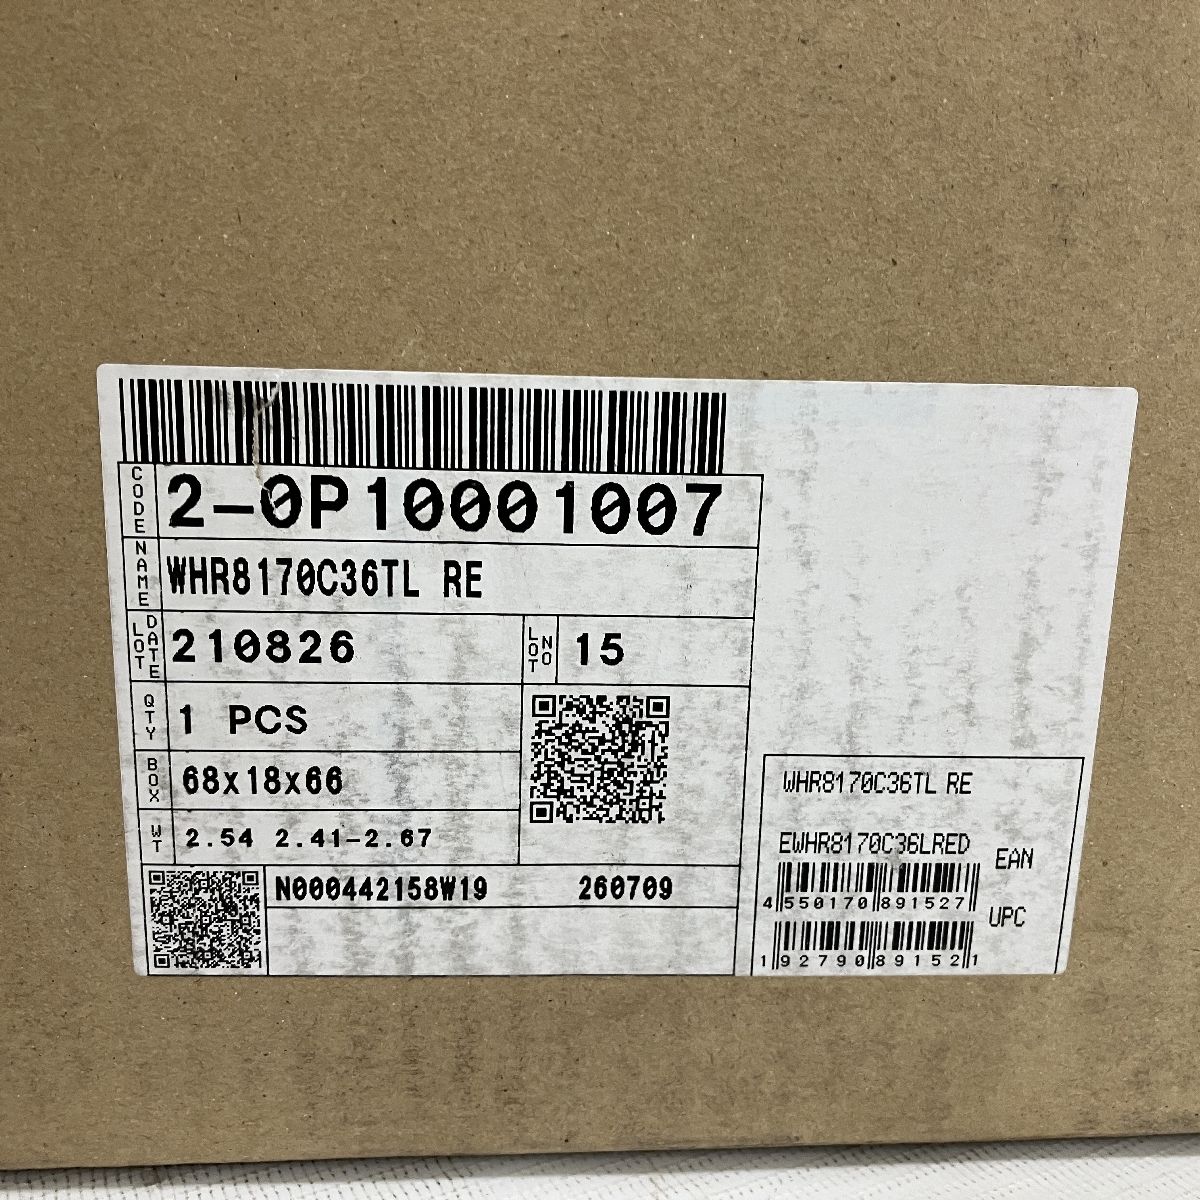 CODE 2-0P10001007
NAME WHR8170C36TL RE
LOT DATE 210826 LOT NO 15
QTY 1 PCS
BOX 68x18x66
WT 2.54 2.41-2.67
N000442158W19 260709
WHR8170C36TL RE
EWHR8170C36LRED
EAN
4 550170 891527
UPC
1 92790 89152 1